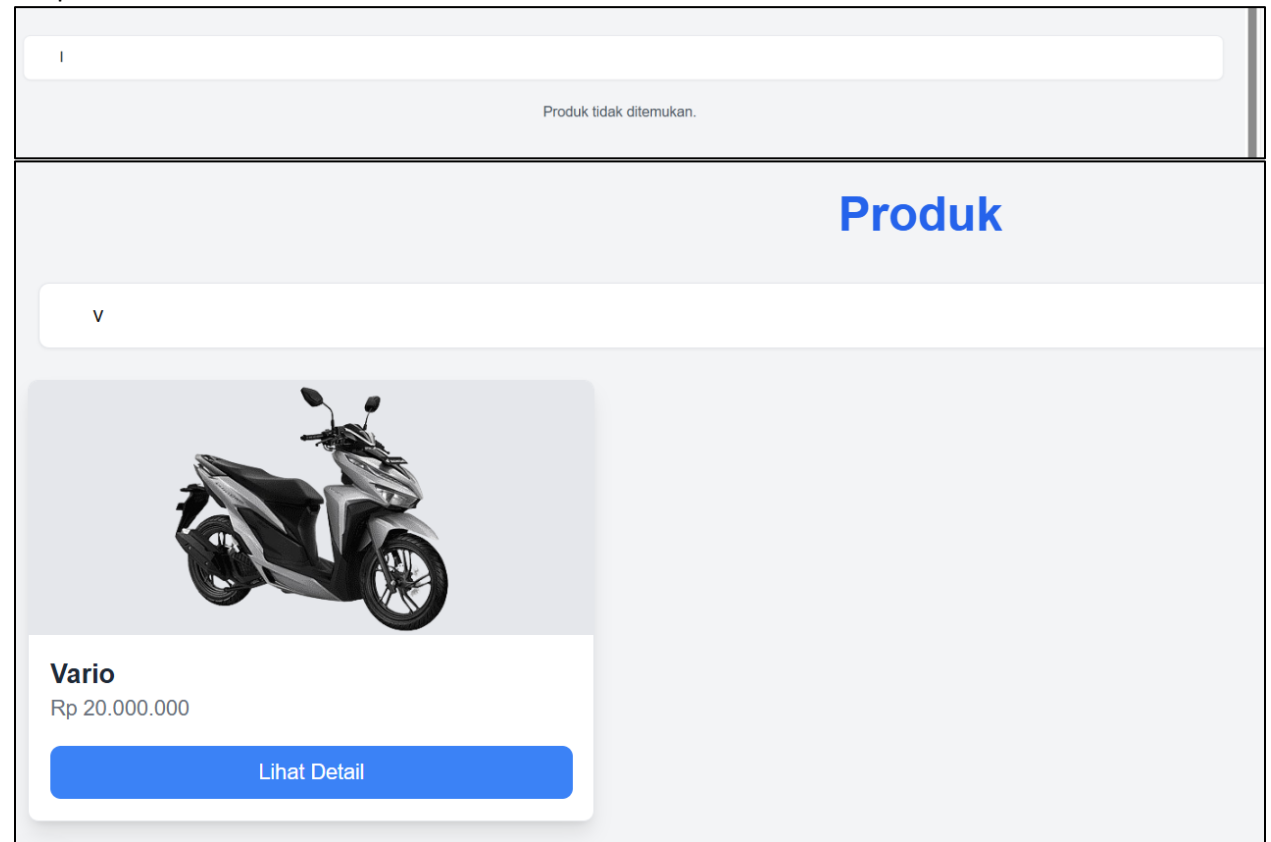 l
Produk tidak ditemukan.
Produk
v
Vario
Rp 20.000.000
Lihat Detail